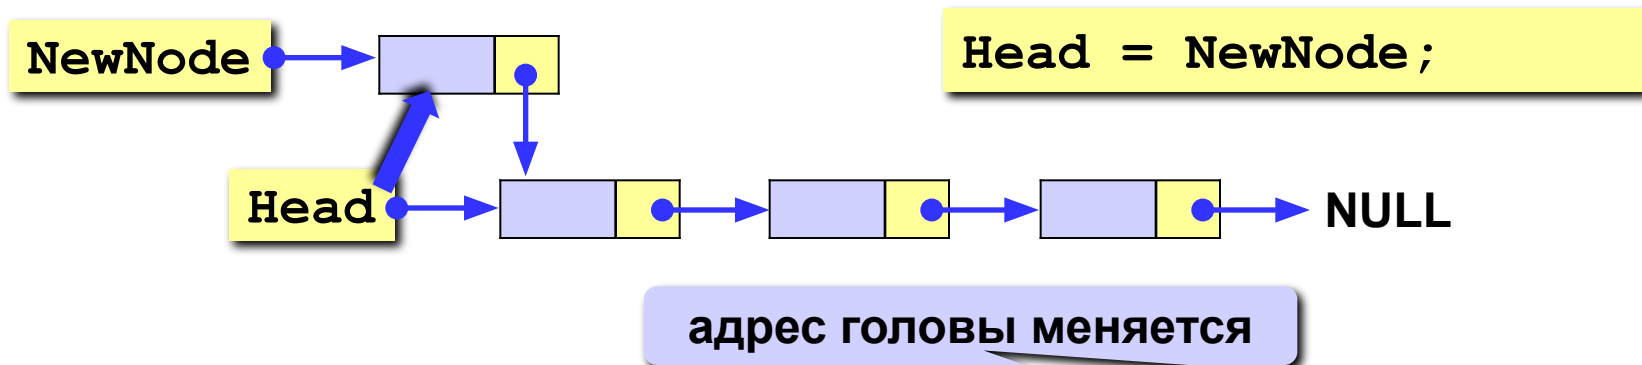 NewNode
Head = NewNode;
Head
NULL
адрес головы меняется